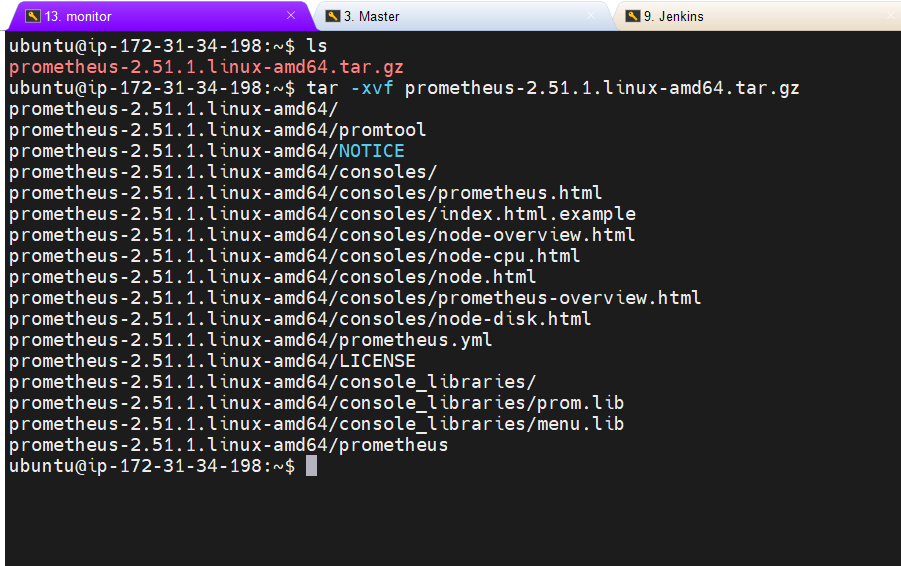 13. monitor
3. Master
9. Jenkins
ubuntu@ip-172-31-34-198:~$ ls
prometheus-2.51.1.linux-amd64.tar.gz
ubuntu@ip-172-31-34-198:~$ tar -xvf prometheus-2.51.1.linux-amd64.tar.gz
prometheus-2.51.1.linux-amd64/
prometheus-2.51.1.linux-amd64/promtool
prometheus-2.51.1.linux-amd64/NOTICE
prometheus-2.51.1.linux-amd64/consoles/
prometheus-2.51.1.linux-amd64/consoles/prometheus.html
prometheus-2.51.1.linux-amd64/consoles/index.html.example
prometheus-2.51.1.linux-amd64/consoles/node-overview.html
prometheus-2.51.1.linux-amd64/consoles/node-cpu.html
prometheus-2.51.1.linux-amd64/consoles/node.html
prometheus-2.51.1.linux-amd64/consoles/prometheus-overview.html
prometheus-2.51.1.linux-amd64/consoles/node-disk.html
prometheus-2.51.1.linux-amd64/prometheus.yml
prometheus-2.51.1.linux-amd64/LICENSE
prometheus-2.51.1.linux-amd64/console_libraries/
prometheus-2.51.1.linux-amd64/console_libraries/prom.lib
prometheus-2.51.1.linux-amd64/console_libraries/menu.lib
prometheus-2.51.1.linux-amd64/prometheus
ubuntu@ip-172-31-34-198:~$